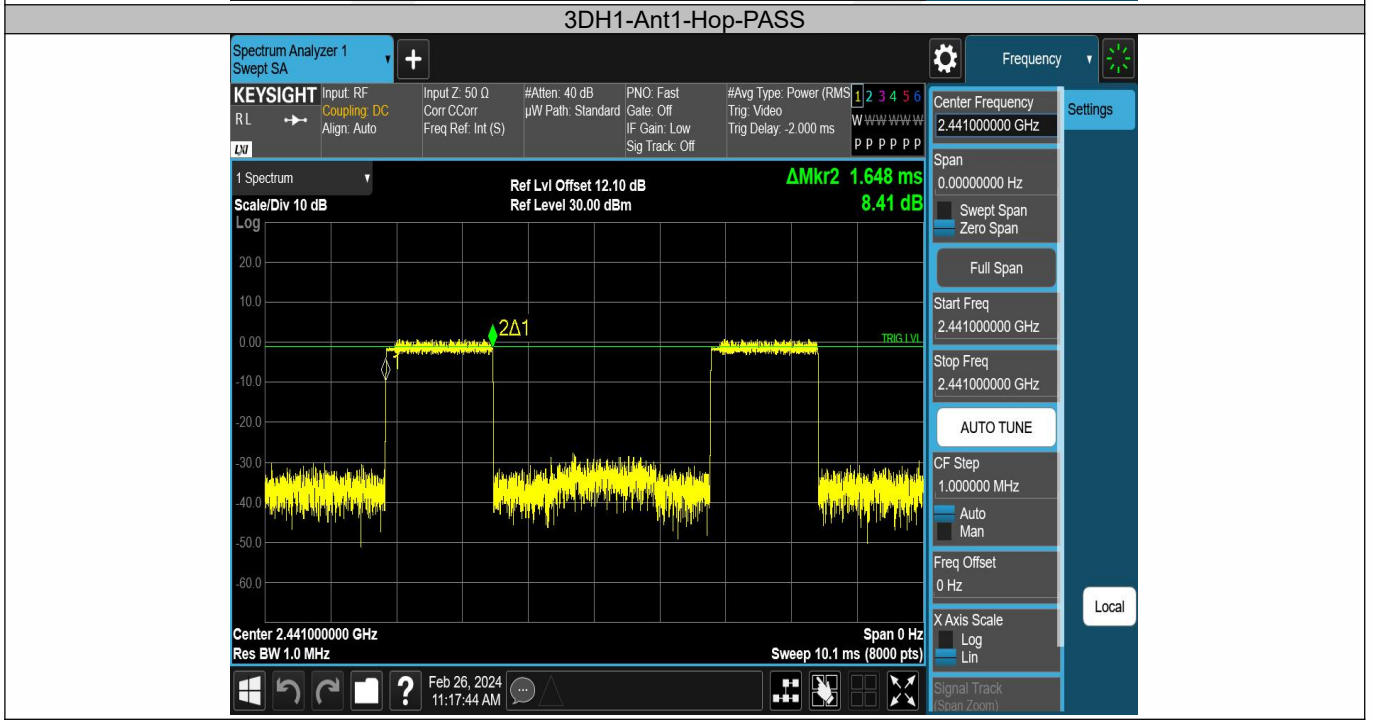 3DH1-Ant1-Hop-PASS
Spectrum Analyzer 1
Swept SA
Frequency
KEYSIGHT
RL
LXI
Input: RF
Coupling: DC
Align: Auto
Input Z: 50 Ω
Corr CCorr
Freq Ref: Int (S)
#Atten: 40 dB
µW Path: Standard
PNO: Fast
Gate: Off
IF Gain: Low
Sig Track: Off
#Avg Type: Power (RMS
Trig: Video
Trig Delay: -2.000 ms
1 2 3 4 5 6
W W W W W W
P P P P P P
1 Spectrum
Scale/Div 10 dB
Log
Ref Lvl Offset 12.10 dB
Ref Level 30.00 dBm
ΔMkr2 1.648 ms
8.41 dB
20.0
10.0
0.00
-10.0
-20.0
-30.0
-40.0
-50.0
-60.0
2Δ1
1
TRIG LVL
Center 2.441000000 GHz
Res BW 1.0 MHz
Span 0 Hz
Sweep 10.1 ms (8000 pts)
Center Frequency
2.441000000 GHz
Settings
Span
0.00000000 Hz
Swept Span
Zero Span
Full Span
Start Freq
2.441000000 GHz
Stop Freq
2.441000000 GHz
AUTO TUNE
CF Step
1.000000 MHz
Auto
Man
Freq Offset
0 Hz
X Axis Scale
Log
Lin
Signal Track
(Span Zoom)
Local
?
Feb 26, 2024
11:17:44 AM